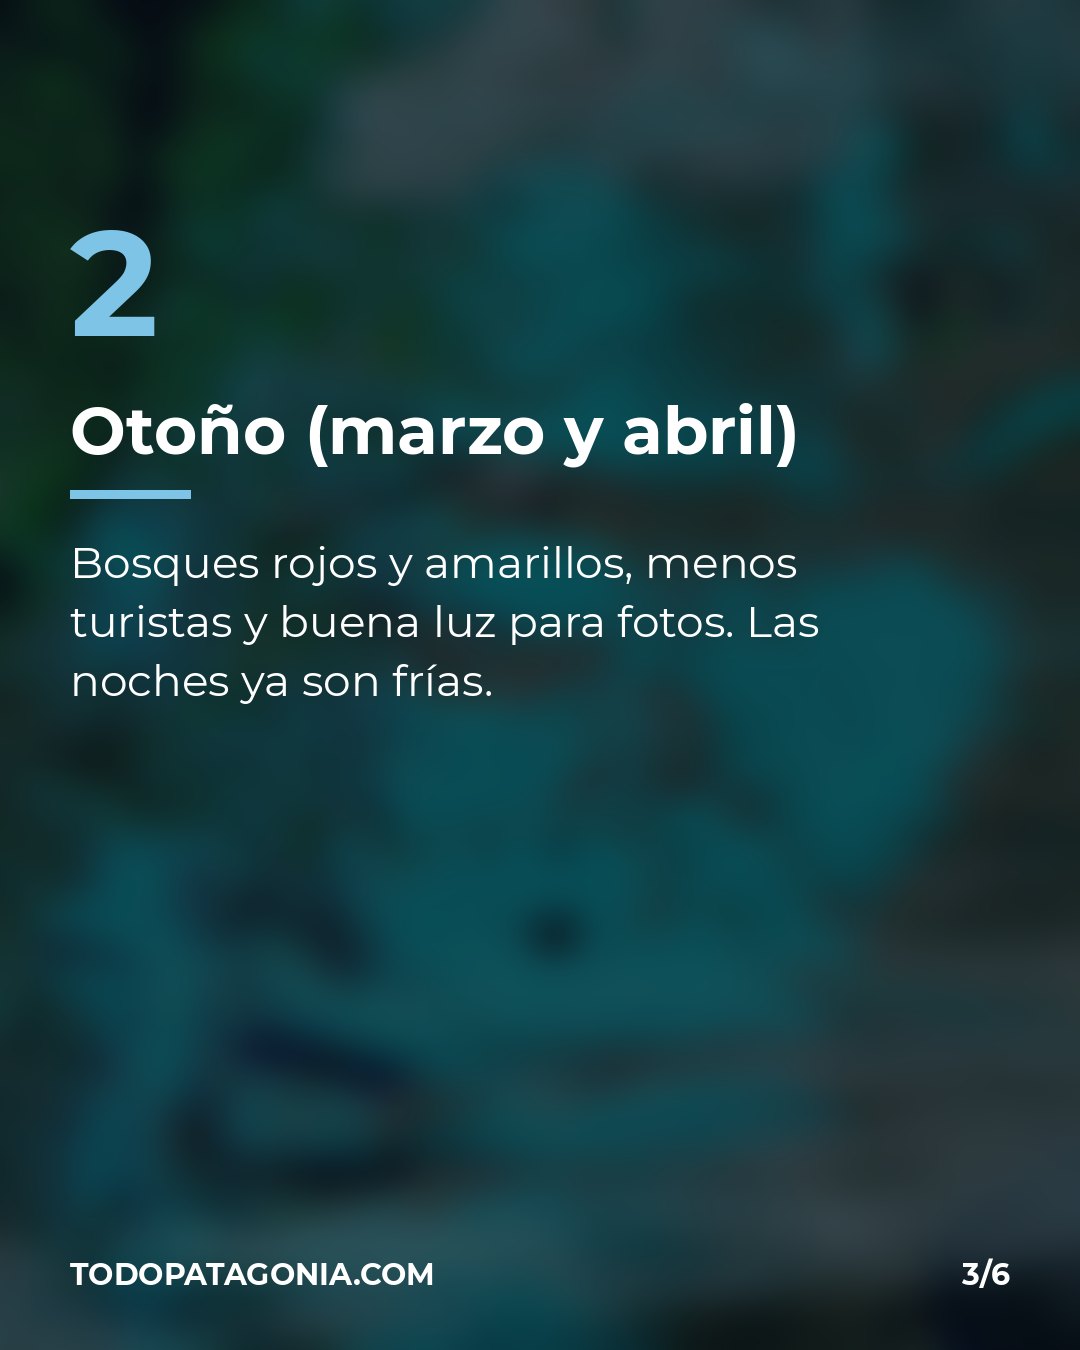 2
Otoño (marzo y abril)
Bosques rojos y amarillos, menos
turistas y buena luz para fotos. Las
noches ya son frías.
TODOPATAGONIA.COM
3/6